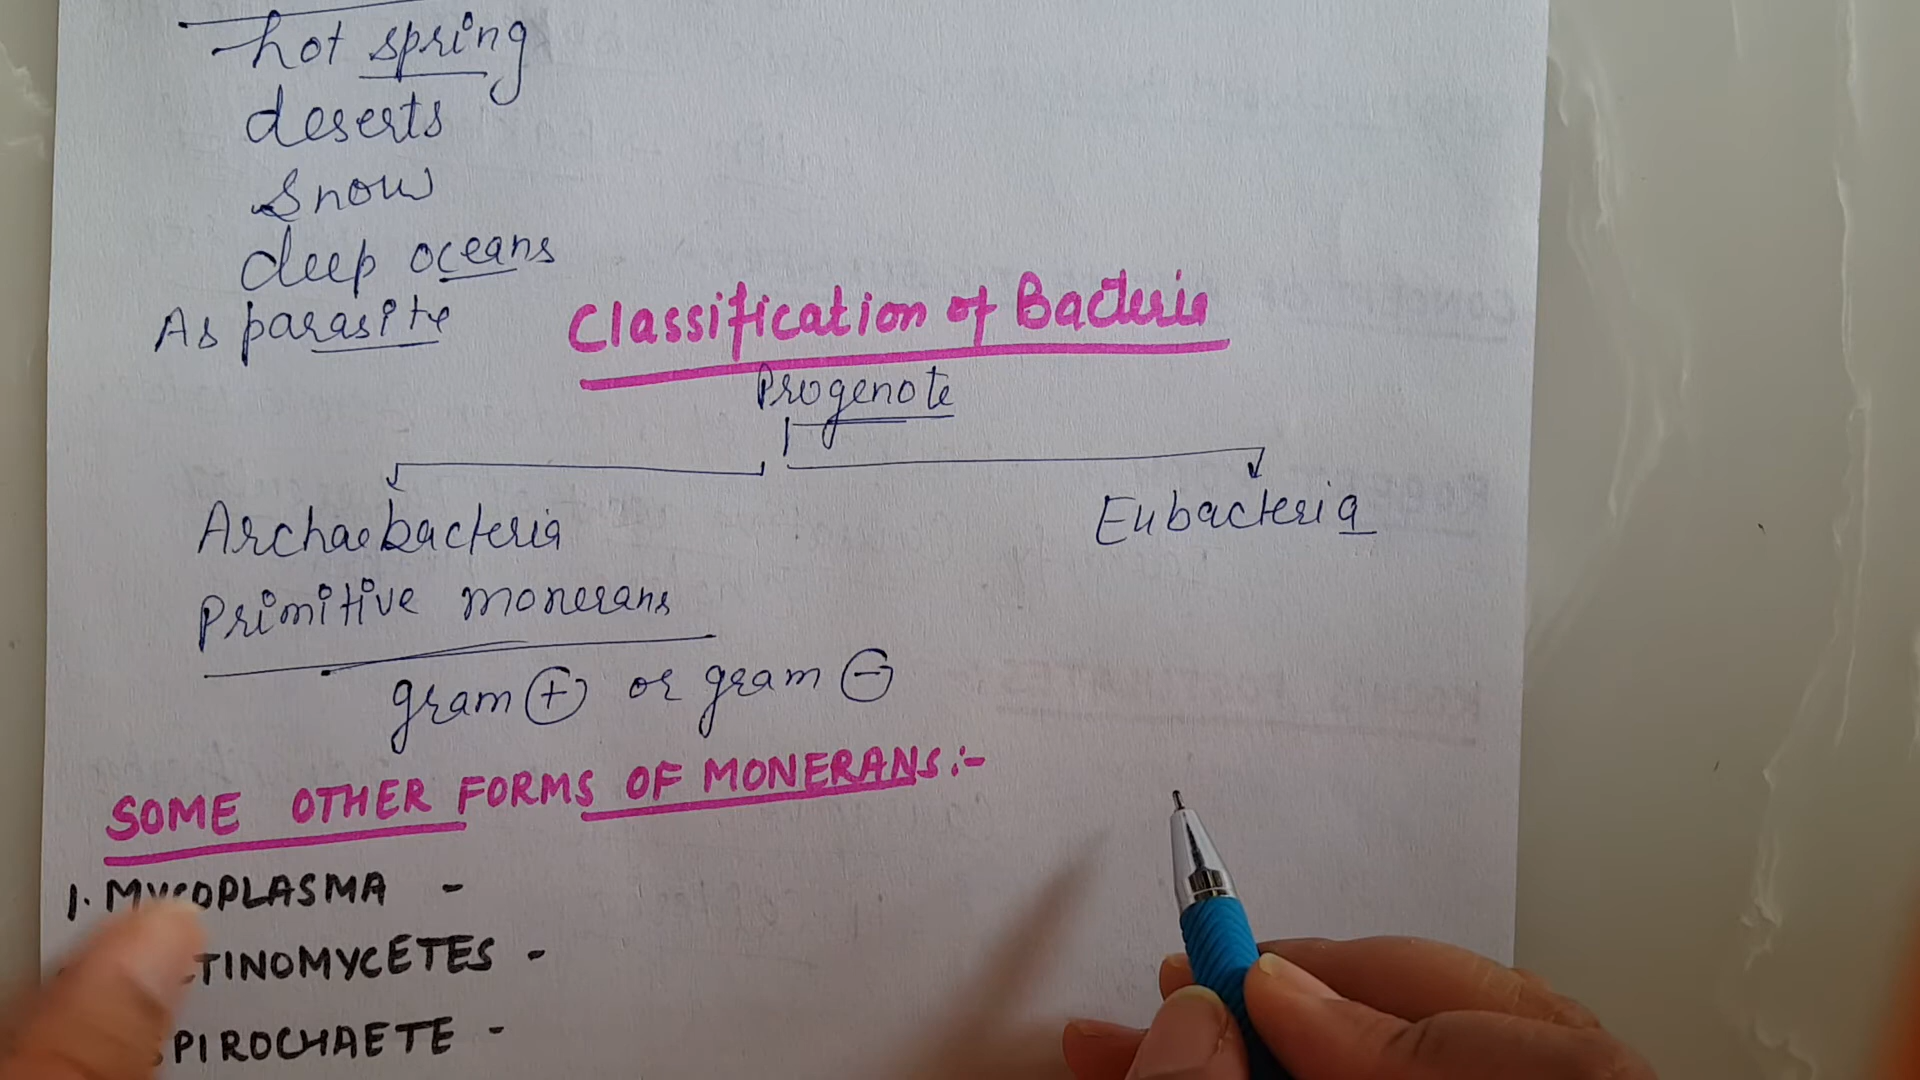 hot spring
deserts
Snow
deep oceans
As parasite
Classification of Bacteria
Progenote
Archaebacteria
Eubacteria
Primitive monerans
gram + or gram -
SOME OTHER FORMS OF MONERANS:-
1. MYCOPLASMA -
TINOMYCETES -
PIROCHAETE -